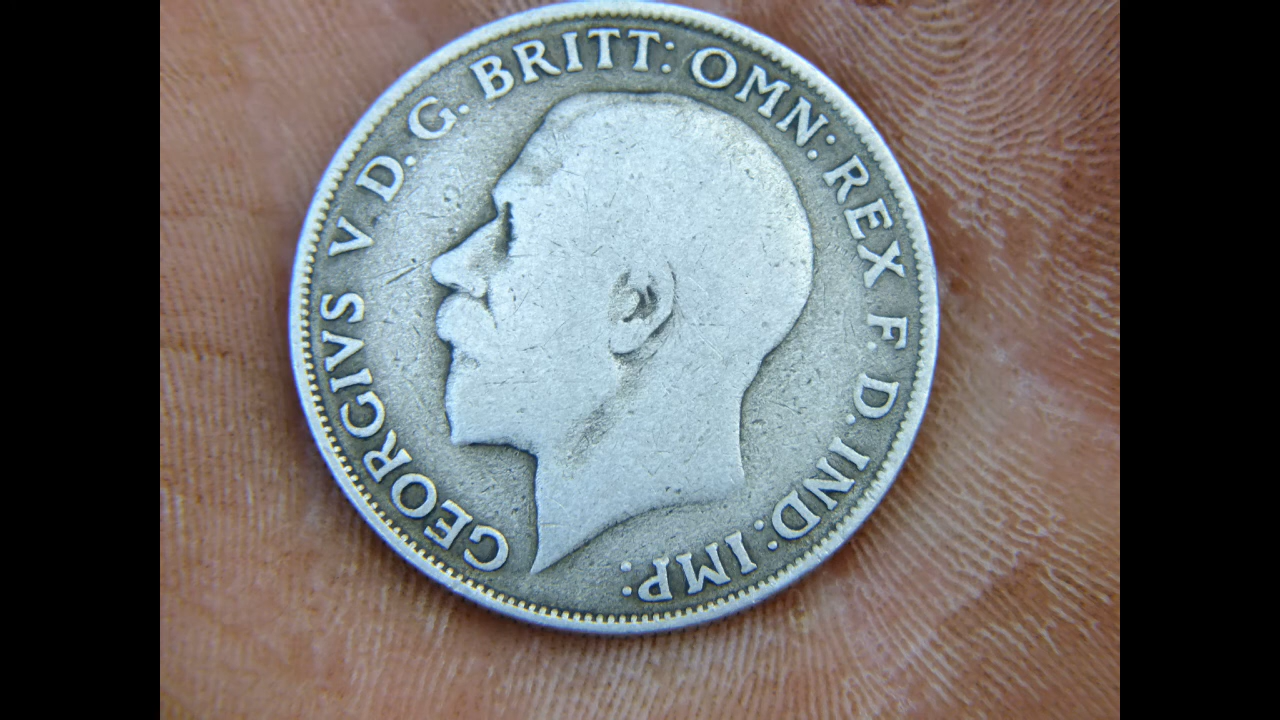 GEORGIVS V D. G. BRITT: OMN: REX F. D. IND: IMP: